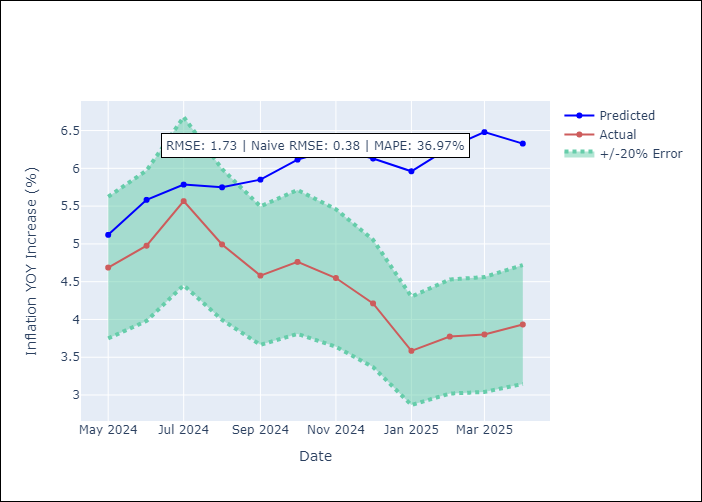 RMSE: 1.73 | Naive RMSE: 0.38 | MAPE: 36.97%
Predicted
Actual
+/-20% Error
Inflation YOY Increase (%)
6.5
6
5.5
5
4.5
4
3.5
3
May 2024
Jul 2024
Sep 2024
Nov 2024
Jan 2025
Mar 2025
Date